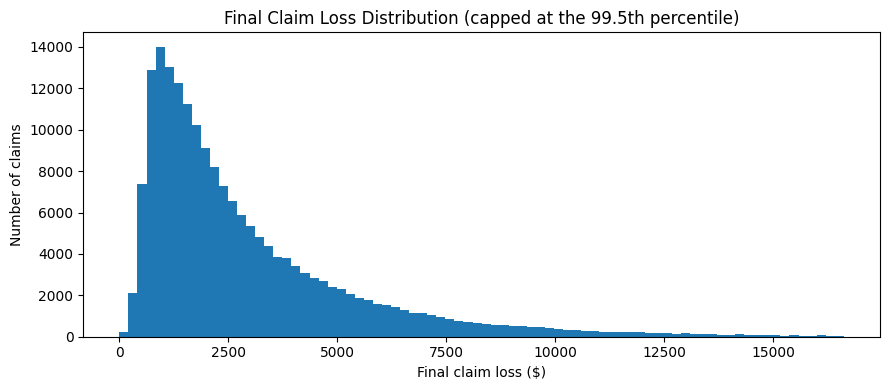 Final Claim Loss Distribution (capped at the 99.5th percentile)
Number of claims
14000
12000
10000
8000
6000
4000
2000
0
0 2500 5000 7500 10000 12500 15000
Final claim loss ($)